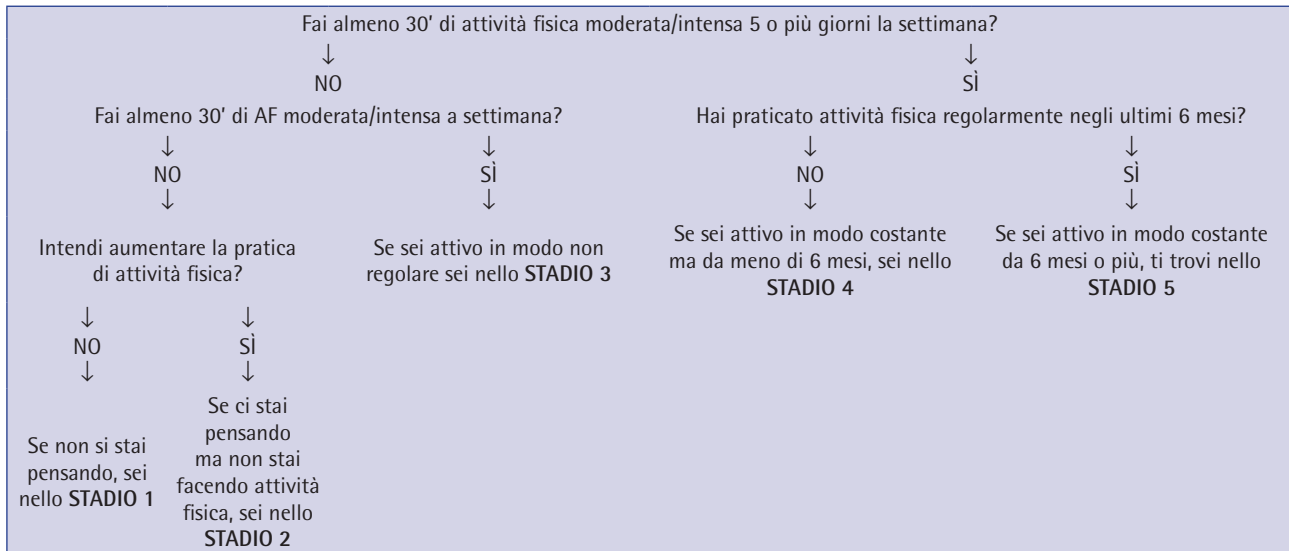 Fai almeno 30' di attività fisica moderata/intensa 5 o più giorni la settimana?
↓ ↓
NO SÌ
Fai almeno 30' di AF moderata/intensa a settimana? Hai praticato attività fisica regolarmente negli ultimi 6 mesi?
↓ ↓ ↓ ↓
NO SÌ NO SÌ
↓ ↓ ↓ ↓
Intendi aumentare la pratica
di attività fisica?
Se sei attivo in modo non
regolare sei nello STADIO 3
Se sei attivo in modo costante
ma da meno di 6 mesi, sei nello
STADIO 4
Se sei attivo in modo costante
da 6 mesi o più, ti trovi nello
STADIO 5
↓ ↓
NO SÌ
↓ ↓
Se non si stai
pensando, sei
nello STADIO 1
Se ci stai
pensando
ma non stai
facendo attività
fisica, sei nello
STADIO 2